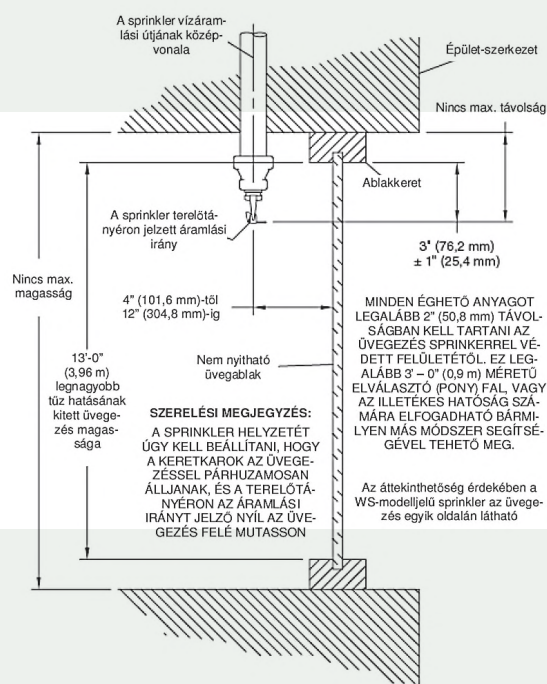 A sprinkler vízáram-
lási útjának közép-
vonala
Épület-szerkezet
Nincs max. távolság
Ablakkeret
A sprinkler terelőtá-
nyéron jelzett áramlási
irány
3" (76,2 mm)
± 1" (25,4 mm)
Nincs max.
magasság
4" (101,6 mm)-től
12" (304,8 mm)-ig
MINDEN ÉGHETŐ ANYAGOT
LEGALÁBB 2" (50,8 mm) TÁVOL-
SÁGBAN KELL TARTANI AZ
ÜVEGEZÉS SPRINKERREL VÉ-
DETT FELÜLETÉTŐL. EZ LEG-
ALÁBB 3' – 0" (0,9 m) MÉRETŰ
ELVÁLASZTÓ (PONY) FAL, VAGY
AZ ILLETÉKES HATÓSÁG SZÁ-
MÁRA ELFOGADHATÓ BÁRMI-
LYEN MÁS MÓDSZER SEGÍTSÉ-
GÉVEL TEHETŐ MEG.
13'-0"
(3,96 m)
legnagyobb
tűz hatásának
kitett üvege-
zés magas-
sága
Nem nyitható
üvegablak
SZERELÉSI MEGJEGYZÉS:
A SPRINKLER HELYZETÉT
ÚGY KELL BEÁLLÍTANI, HOGY
A KERETKAROK AZ ÜVEGE-
ZÉSSEL PÁRHUZAMOSAN
ÁLLJANAK, ÉS A TERELŐTÁ-
NYÉRON AZ ÁRAMLÁSI
IRÁNYT JELZŐ NYÍL AZ ÜVE-
GEZÉS FELÉ MUTASSON
Az áttekinthetőség érdekében a
WS-modelljelű sprinkler az üvege-
zés egyik oldalán látható